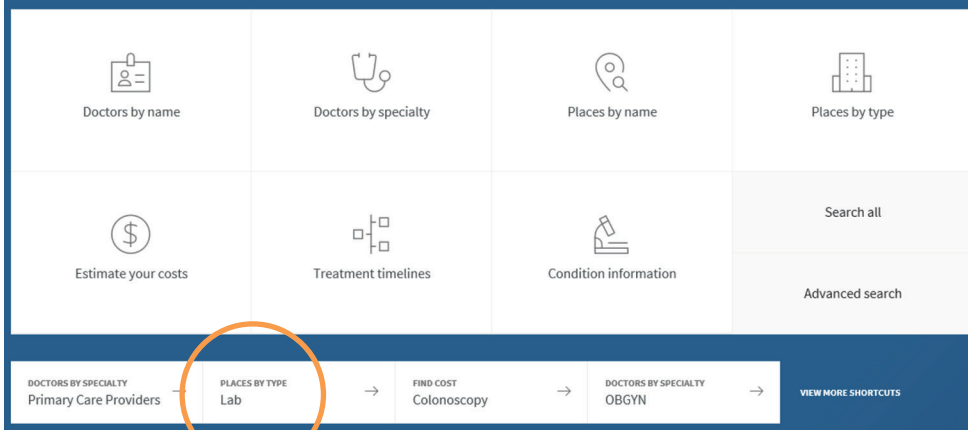 Doctors by name
Doctors by specialty
Places by name
Places by type
Estimate your costs
Treatment timelines
Condition information
Search all
Advanced search
DOCTORS BY SPECIALTY
Primary Care Providers
PLACES BY TYPE
Lab
FIND COST
Colonoscopy
DOCTORS BY SPECIALTY
OBGYN
VIEW MORE SHORTCUTS